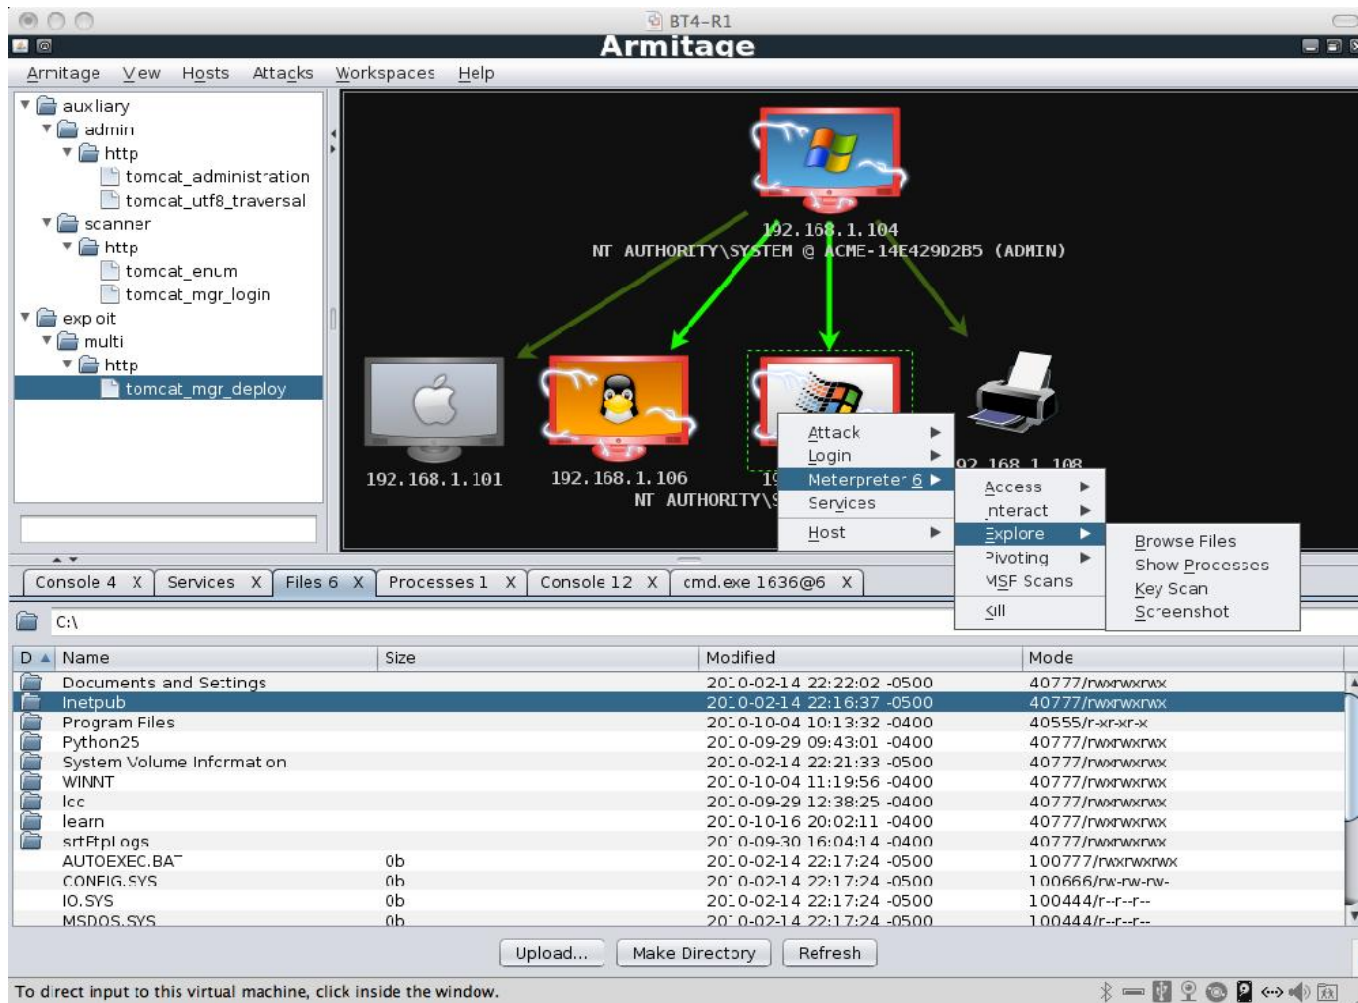 BT4-R1
Armitage
Armitage View Hosts Attacks Workspaces Help
auxliary
admin
http
tomcat_administration
tomcat_utf8_traversal
scanner
http
tomcat_enum
tomcat_mgr_login
exploit
multi
http
tomcat_mgr_deploy
192.168.1.104
NT AUTHORITY\SYSTEM @ ACME-14E429D2B5 (ADMIN)
192.168.1.101
192.168.1.106
NT AUTHORITY\S
192.168.1.108
Attack
Login
Meterpreter 6
Services
Host
Access
Interact
Explore
Pivoting
MSF Scans
Kill
Browse Files
Show Processes
Key Scan
Screenshot
Console 4 X Services X Files 6 X Processes 1 X Console 12 X cmd.exe 1636@6 X
C:\
D Name Size Modified Mode
Documents and Settings 2010-02-14 22:22:02 -0500 40777/rwxrwxrwx
Inetpub 2010-02-14 22:16:37 -0500 40777/rwxrwxrwx
Program Files 2010-10-04 10:13:32 -0400 40555/r-xr-xr-x
Python25 2010-09-29 09:43:01 -0400 40777/rwxrwxrwx
System Volume Information 2010-02-14 22:21:33 -0500 40777/rwxrwxrwx
WINNT 2010-10-04 11:19:56 -0400 40777/rwxrwxrwx
lcc 2010-09-29 12:38:25 -0400 40777/rwxrwxrwx
learn 2010-10-16 20:02:11 -0400 40777/rwxrwxrwx
srtFtpLogs 2010-09-30 16:04:14 -0400 40777/rwxrwxrwx
AUTOEXEC.BAT 0b 2010-02-14 22:17:24 -0500 100777/rwxrwxrwx
CONFIG.SYS 0b 2010-02-14 22:17:24 -0500 100666/rw-rw-rw-
IO.SYS 0b 2010-02-14 22:17:24 -0500 100444/r--r--r--
MSDOS.SYS 0b 2010-02-14 22:17:24 -0500 100444/r--r--r--
Upload... Make Directory Refresh
To direct input to this virtual machine, click inside the window.